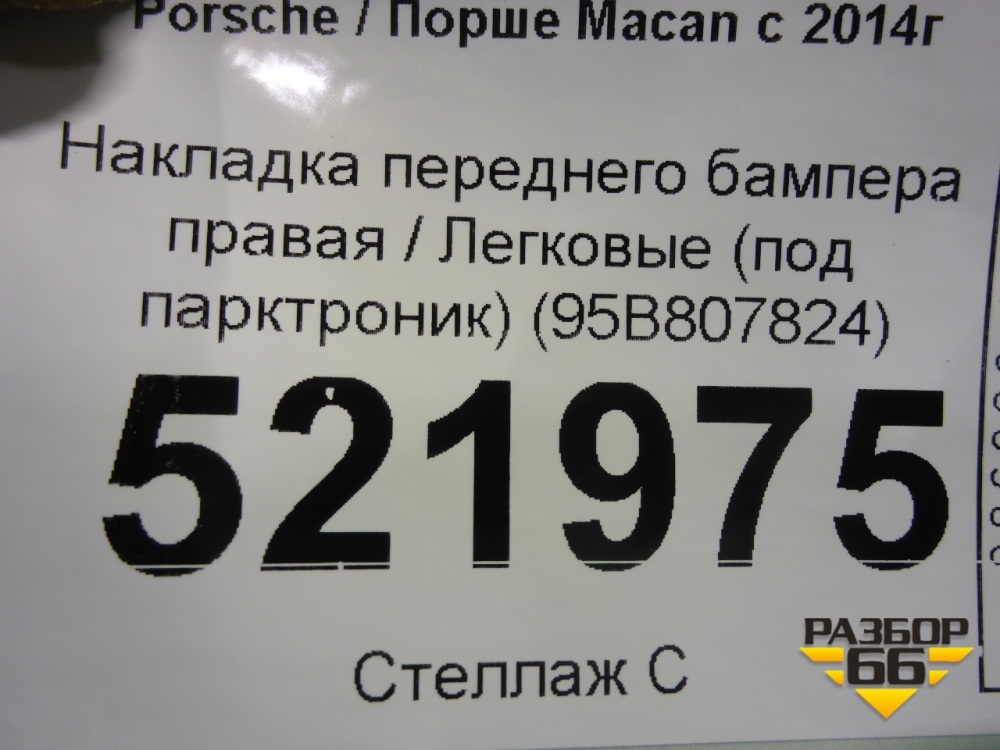 Porsche / Порше Macan с 2014г
Накладка переднего бампера
правая / Легковые (под
парктроник) (95B807824)
521975
Стеллаж С
РАЗБОР
66